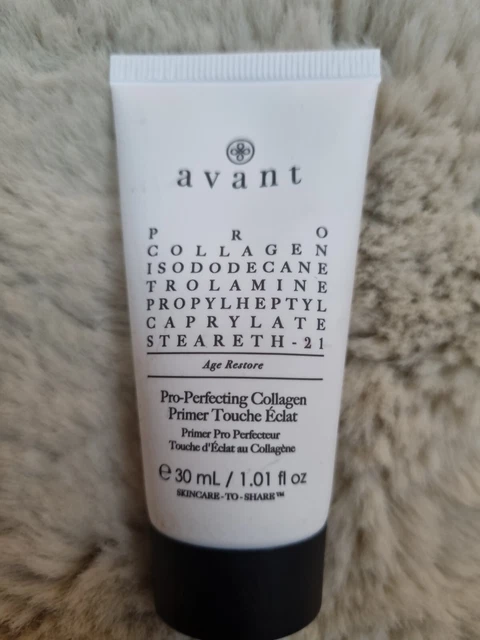 avant
P R O
COLLAGEN
ISODODECANE
TROLAMINE
PROPYLHEPTYL
CAPRYLATE
STEARETH-21
Age Restore
Pro-Perfecting Collagen
Primer Touche Éclat
Primer Pro Perfecteur
Touche d'Éclat au Collagène
℮ 30 mL / 1.01 fl oz
SKINCARE-TO-SHARE™